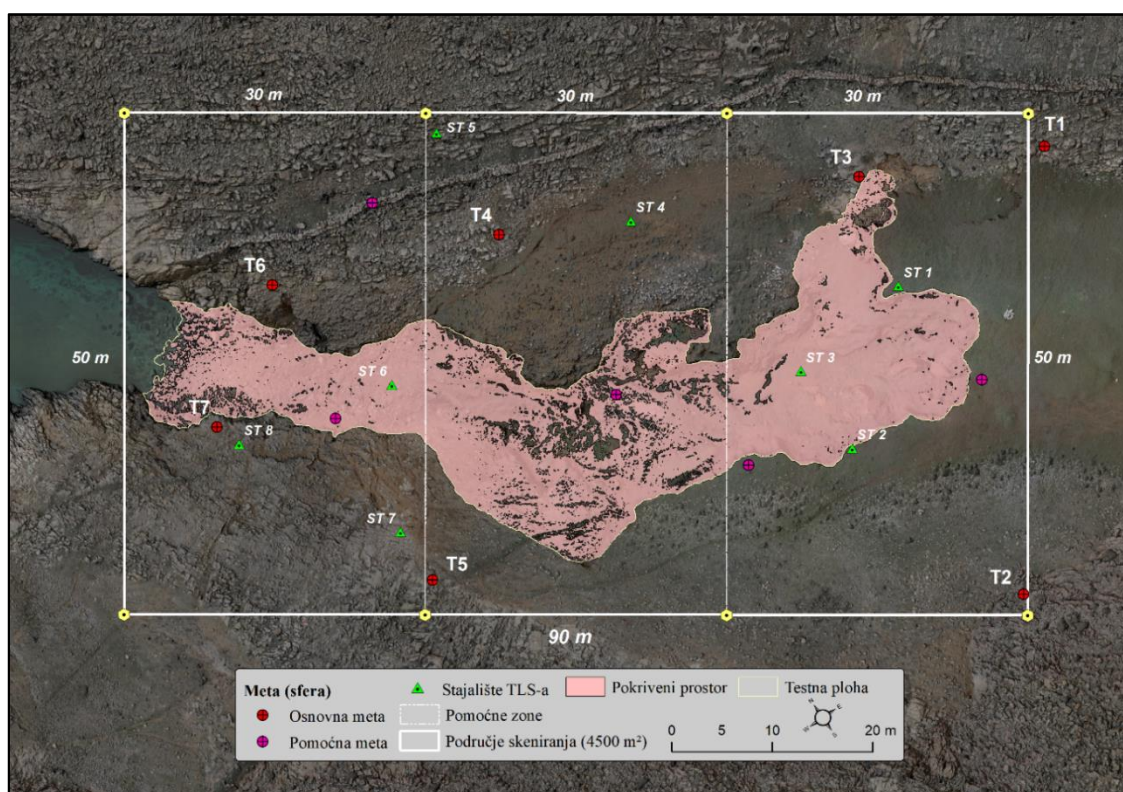 30 m
30 m
30 m
T1
ST 5
T3
T4
ST 4
T6
ST 1
50 m
50 m
ST 3
ST 6
T7
ST 8
ST 2
ST 7
T5
T2
90 m
Meta (sfera)
Stajalište TLS-a
Pokriveni prostor
Testna ploha
Osnovna meta
Pomoćne zone
Pomoćna meta
Područje skeniranja (4500 m²)
0 5 10 20 m